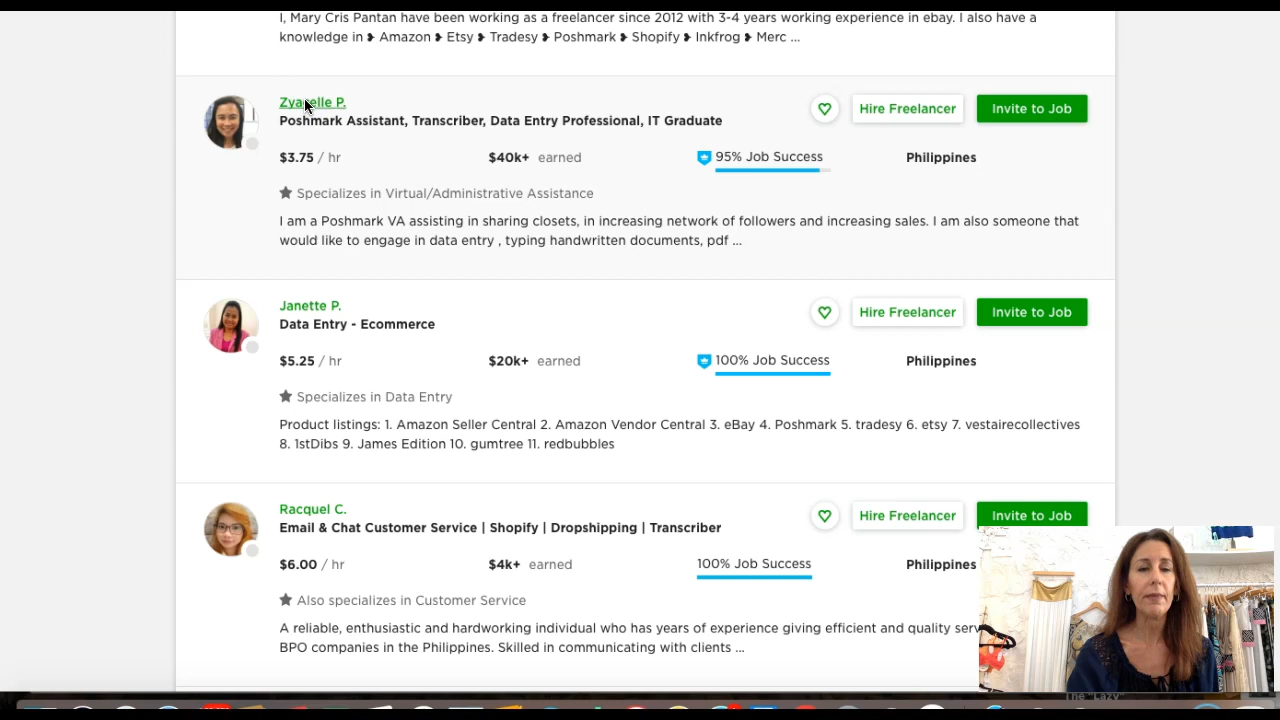 I, Mary Cris Pantan have been working as a freelancer since 2012 with 3-4 years working experience in ebay. I also have a
knowledge in ❥ Amazon ❥ Etsy ❥ Tradesy ❥ Poshmark ❥ Shopify ❥ Inkfrog ❥ Merc ...
Hire Freelancer Invite to Job
Poshmark Assistant, Transcriber, Data Entry Professional, IT Graduate
$3.75 / hr $40k+ earned 95% Job Success Philippines
Specializes in Virtual/Administrative Assistance
I am a Poshmark VA assisting in sharing closets, in increasing network of followers and increasing sales. I am also someone that
would like to engage in data entry , typing handwritten documents, pdf ...
Janette P. Hire Freelancer Invite to Job
Data Entry - Ecommerce
$5.25 / hr $20k+ earned 100% Job Success Philippines
Specializes in Data Entry
Product listings: 1. Amazon Seller Central 2. Amazon Vendor Central 3. eBay 4. Poshmark 5. tradesy 6. etsy 7. vestairecollectives
8. 1stDibs 9. James Edition 10. gumtree 11. redbubbles
Racquel C. Hire Freelancer Invite to Job
Email & Chat Customer Service | Shopify | Dropshipping | Transcriber
$6.00 / hr $4k+ earned 100% Job Success Philippines
Also specializes in Customer Service
A reliable, enthusiastic and hardworking individual who has years of experience giving efficient and quality
BPO companies in the Philippines. Skilled in communicating with clients ...
The "Lazy"